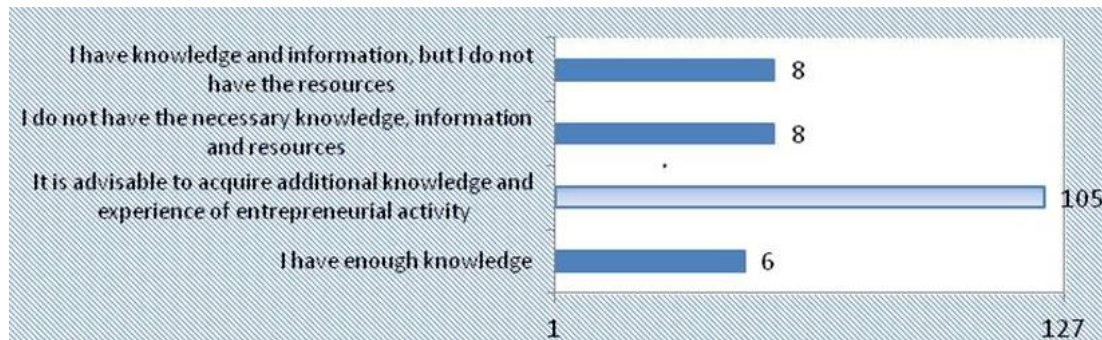 I have knowledge and information, but I do not
have the resources
8
I do not have the necessary knowledge, information
and resources
8
It is advisable to acquire additional knowledge and
experience of entrepreneurial activity
105
I have enough knowledge
6
1
127